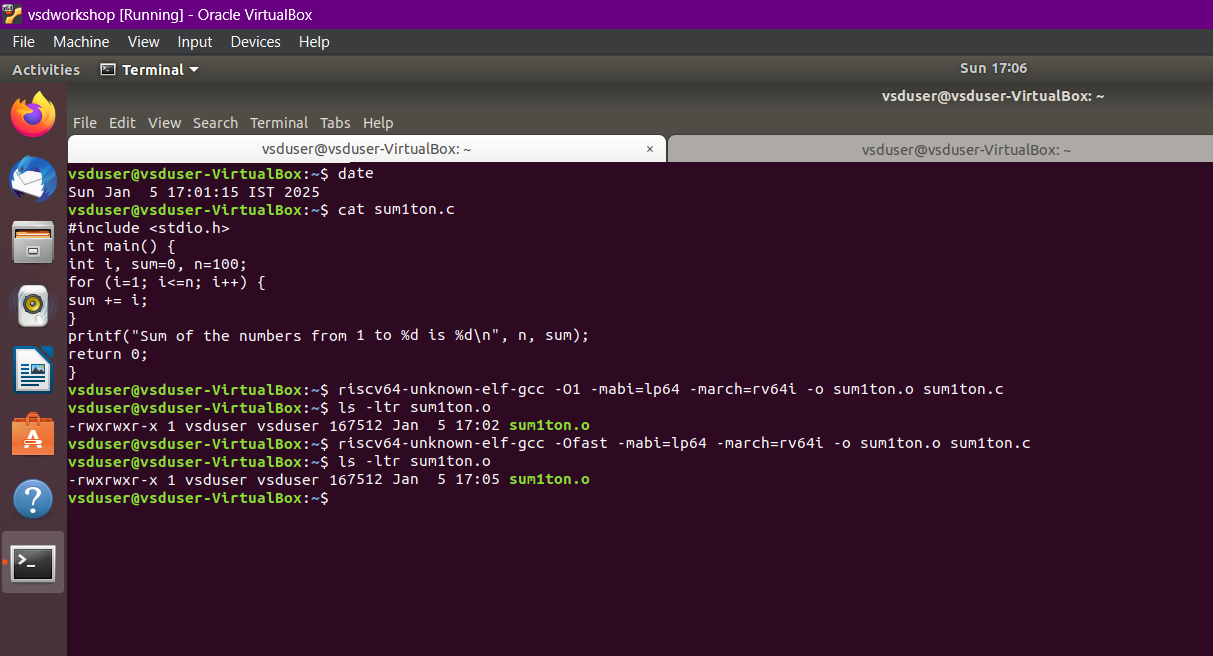 vsdworkshop [Running] - Oracle VirtualBox
File Machine View Input Devices Help
Activities Terminal Sun 17:06
vsduser@vsduser-VirtualBox: ~
File Edit View Search Terminal Tabs Help
vsduser@vsduser-VirtualBox: ~ × vsduser@vsduser-VirtualBox: ~
vsduser@vsduser-VirtualBox:~$ date
Sun Jan  5 17:01:15 IST 2025
vsduser@vsduser-VirtualBox:~$ cat sum1ton.c
#include <stdio.h>
int main() {
int i, sum=0, n=100;
for (i=1; i<=n; i++) {
sum += i;
}
printf("Sum of the numbers from 1 to %d is %d\n", n, sum);
return 0;
}
vsduser@vsduser-VirtualBox:~$ riscv64-unknown-elf-gcc -O1 -mabi=lp64 -march=rv64i -o sum1ton.o sum1ton.c
vsduser@vsduser-VirtualBox:~$ ls -ltr sum1ton.o
-rwxrwxr-x 1 vsduser vsduser 167512 Jan  5 17:02 sum1ton.o
vsduser@vsduser-VirtualBox:~$ riscv64-unknown-elf-gcc -Ofast -mabi=lp64 -march=rv64i -o sum1ton.o sum1ton.c
vsduser@vsduser-VirtualBox:~$ ls -ltr sum1ton.o
-rwxrwxr-x 1 vsduser vsduser 167512 Jan  5 17:05 sum1ton.o
vsduser@vsduser-VirtualBox:~$